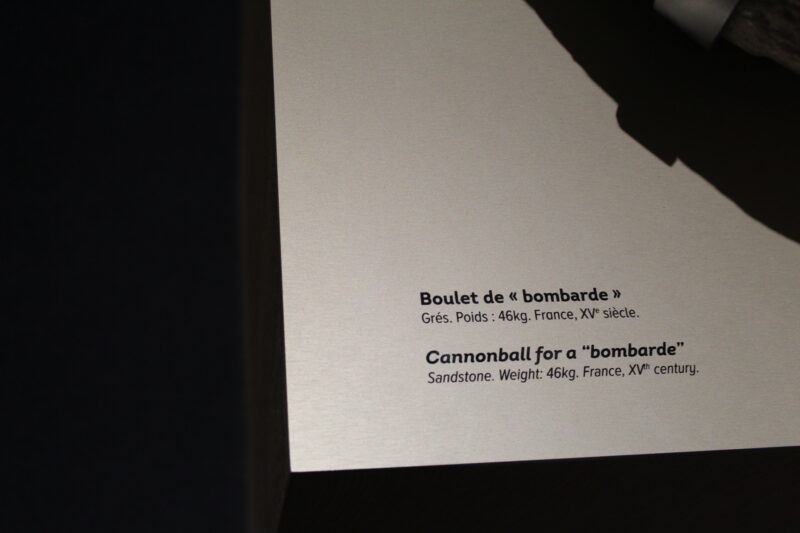 Boulet de « bombarde »
Grés. Poids : 46kg. France, XVᵉ siècle.
Cannonball for a “bombarde”
Sandstone. Weight: 46kg. France, XVᵗʰ century.